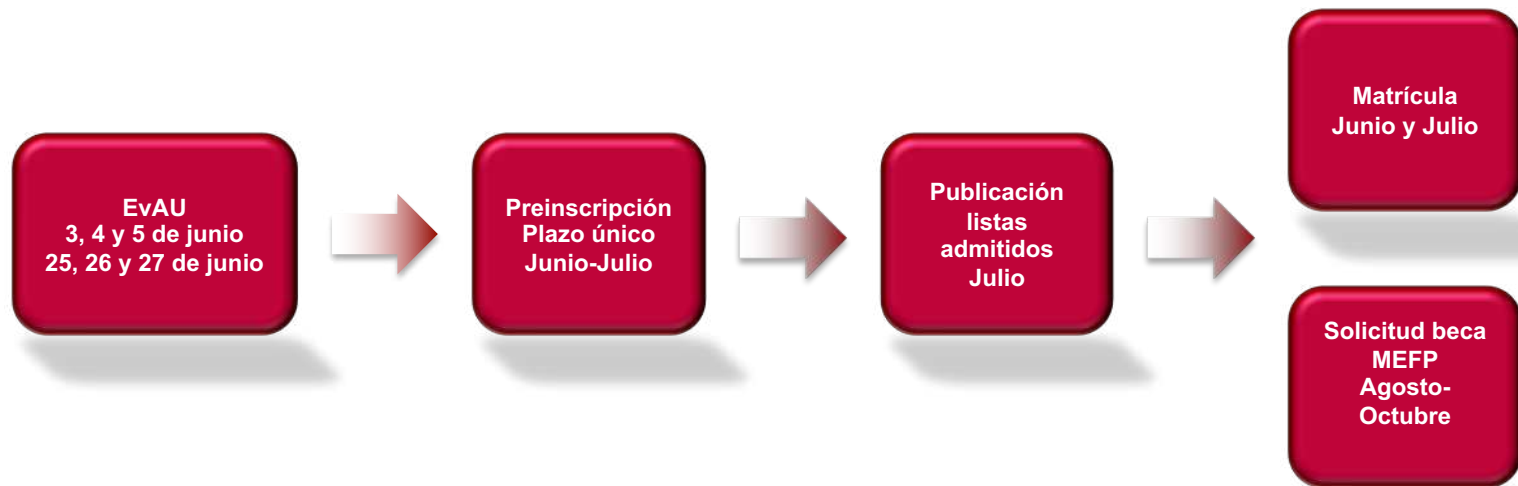 EvAU
3, 4 y 5 de junio
25, 26 y 27 de junio
Preinscripción
Plazo único
Junio-Julio
Publicación
listas
admitidos
Julio
Matrícula
Junio y Julio
Solicitud beca
MEFP
Agosto-
Octubre